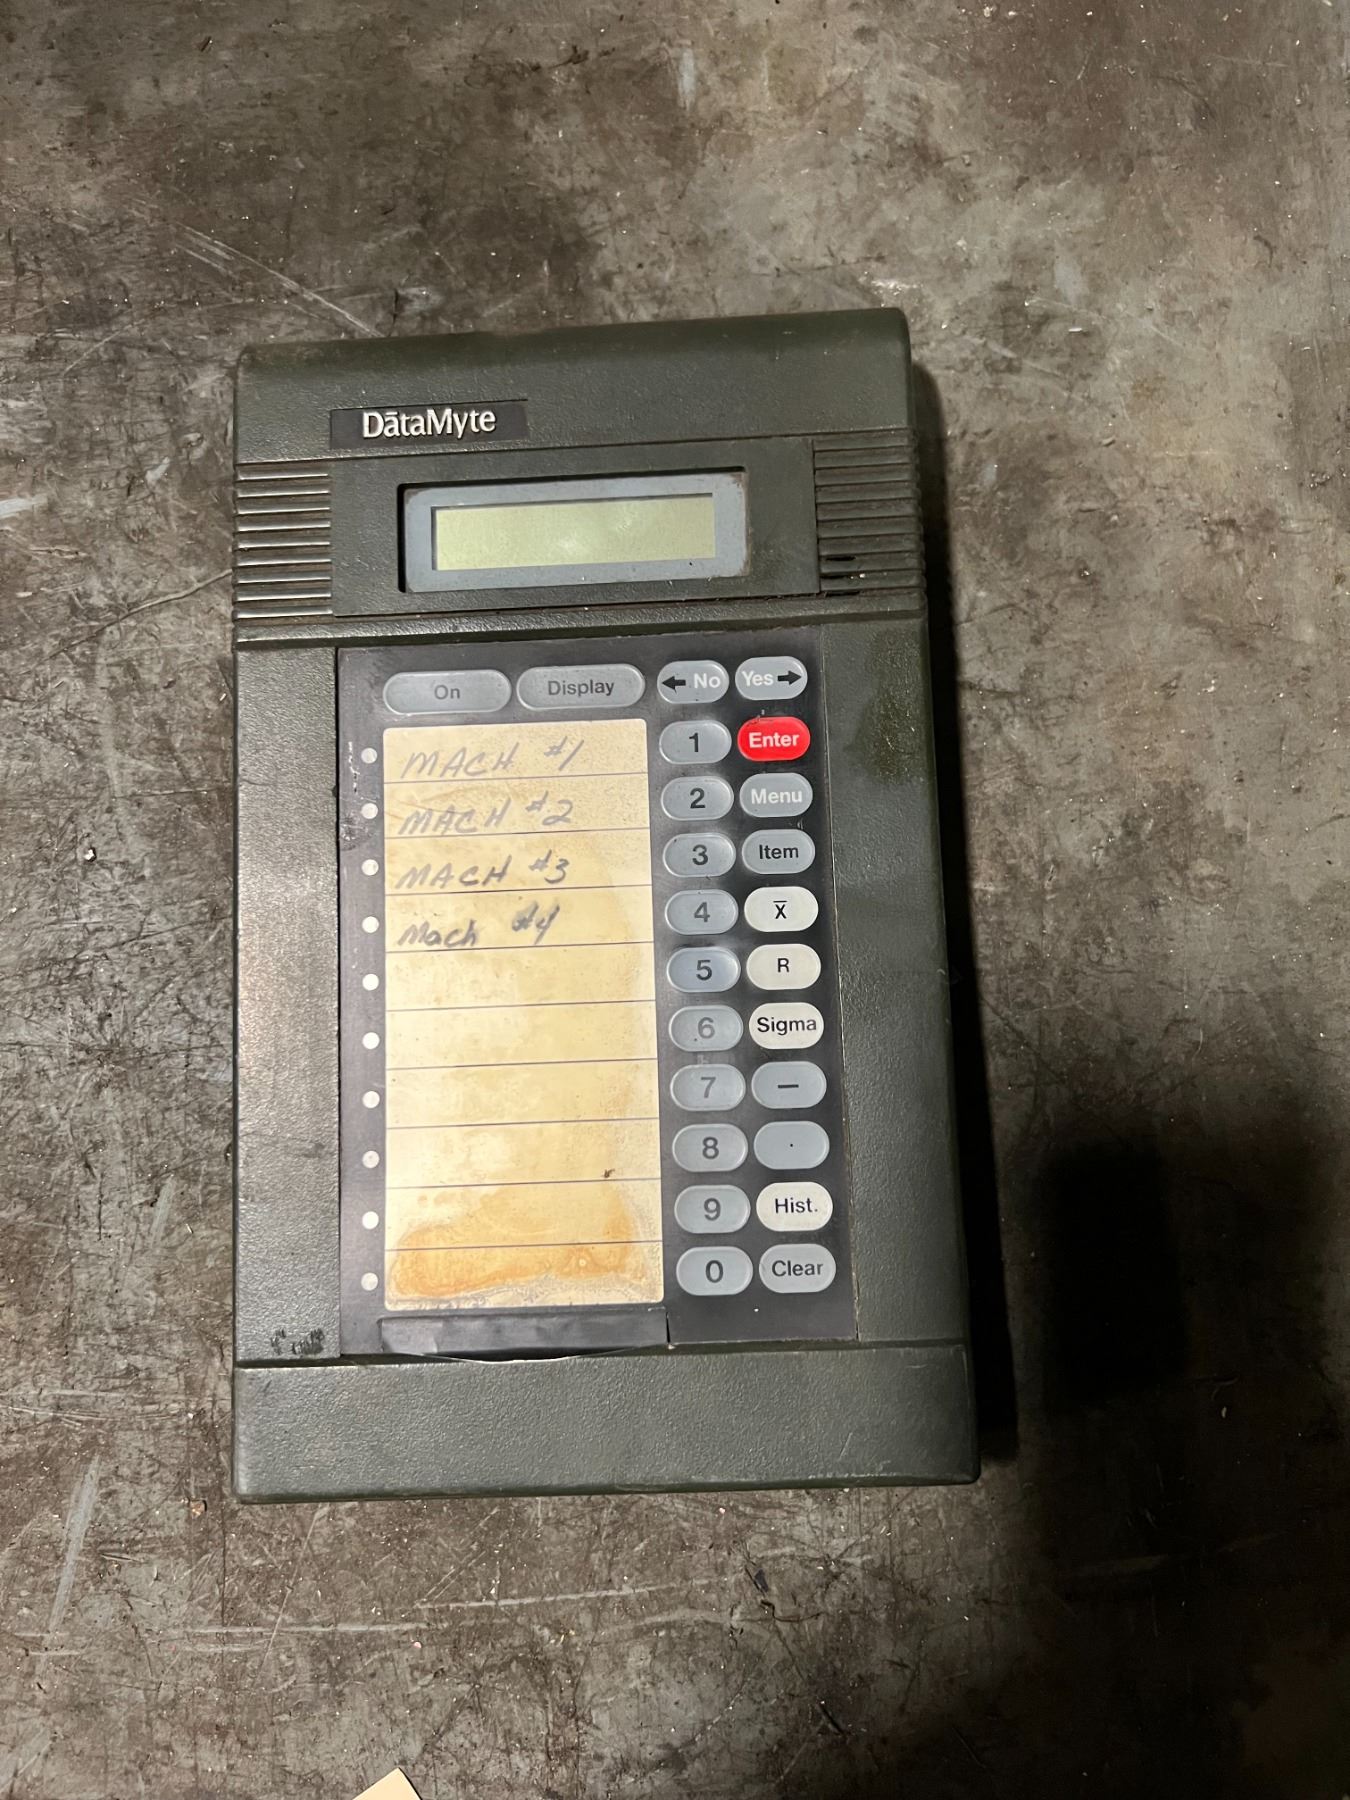 DātaMyte
On Display ← No Yes →
MACH #1 1 Enter
MACH #2 2 Menu
MACH #3 3 Item
Mach #4 4 X̅
5 R
6 Sigma
7 –
8 .
9 Hist.
0 Clear